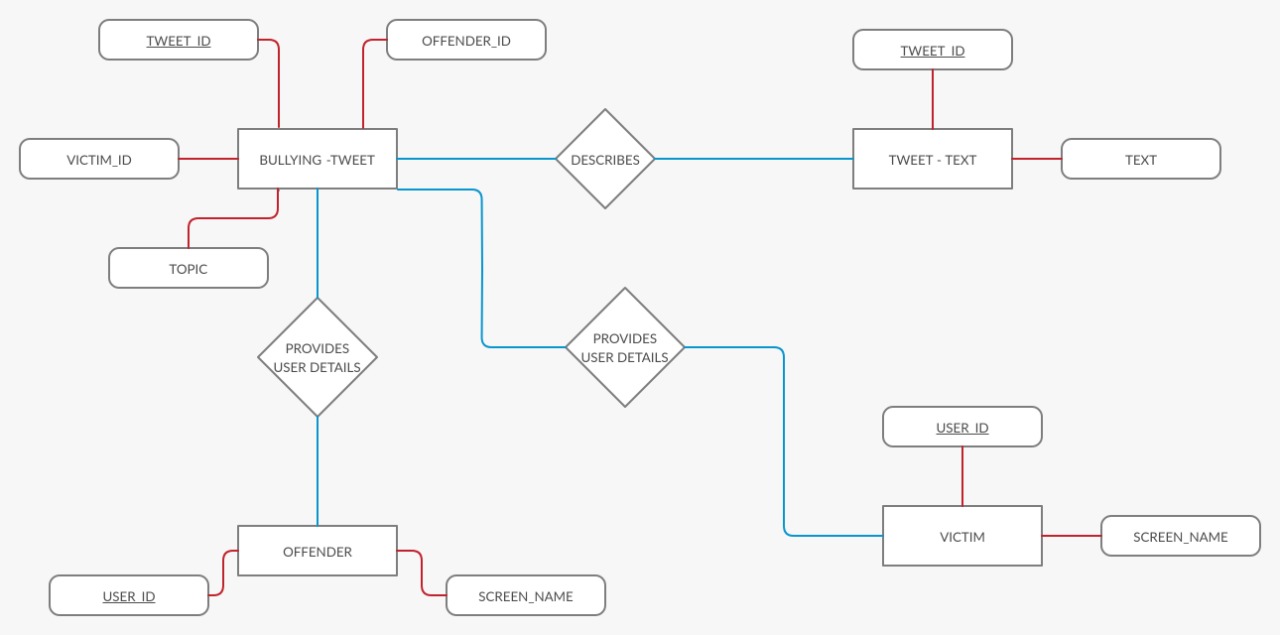 TWEET_ID
OFFENDER_ID
TWEET_ID
VICTIM_ID
BULLYING -TWEET
DESCRIBES
TWEET - TEXT
TEXT
TOPIC
PROVIDES
USER DETAILS
PROVIDES
USER DETAILS
USER_ID
VICTIM
SCREEN_NAME
OFFENDER
USER_ID
SCREEN_NAME